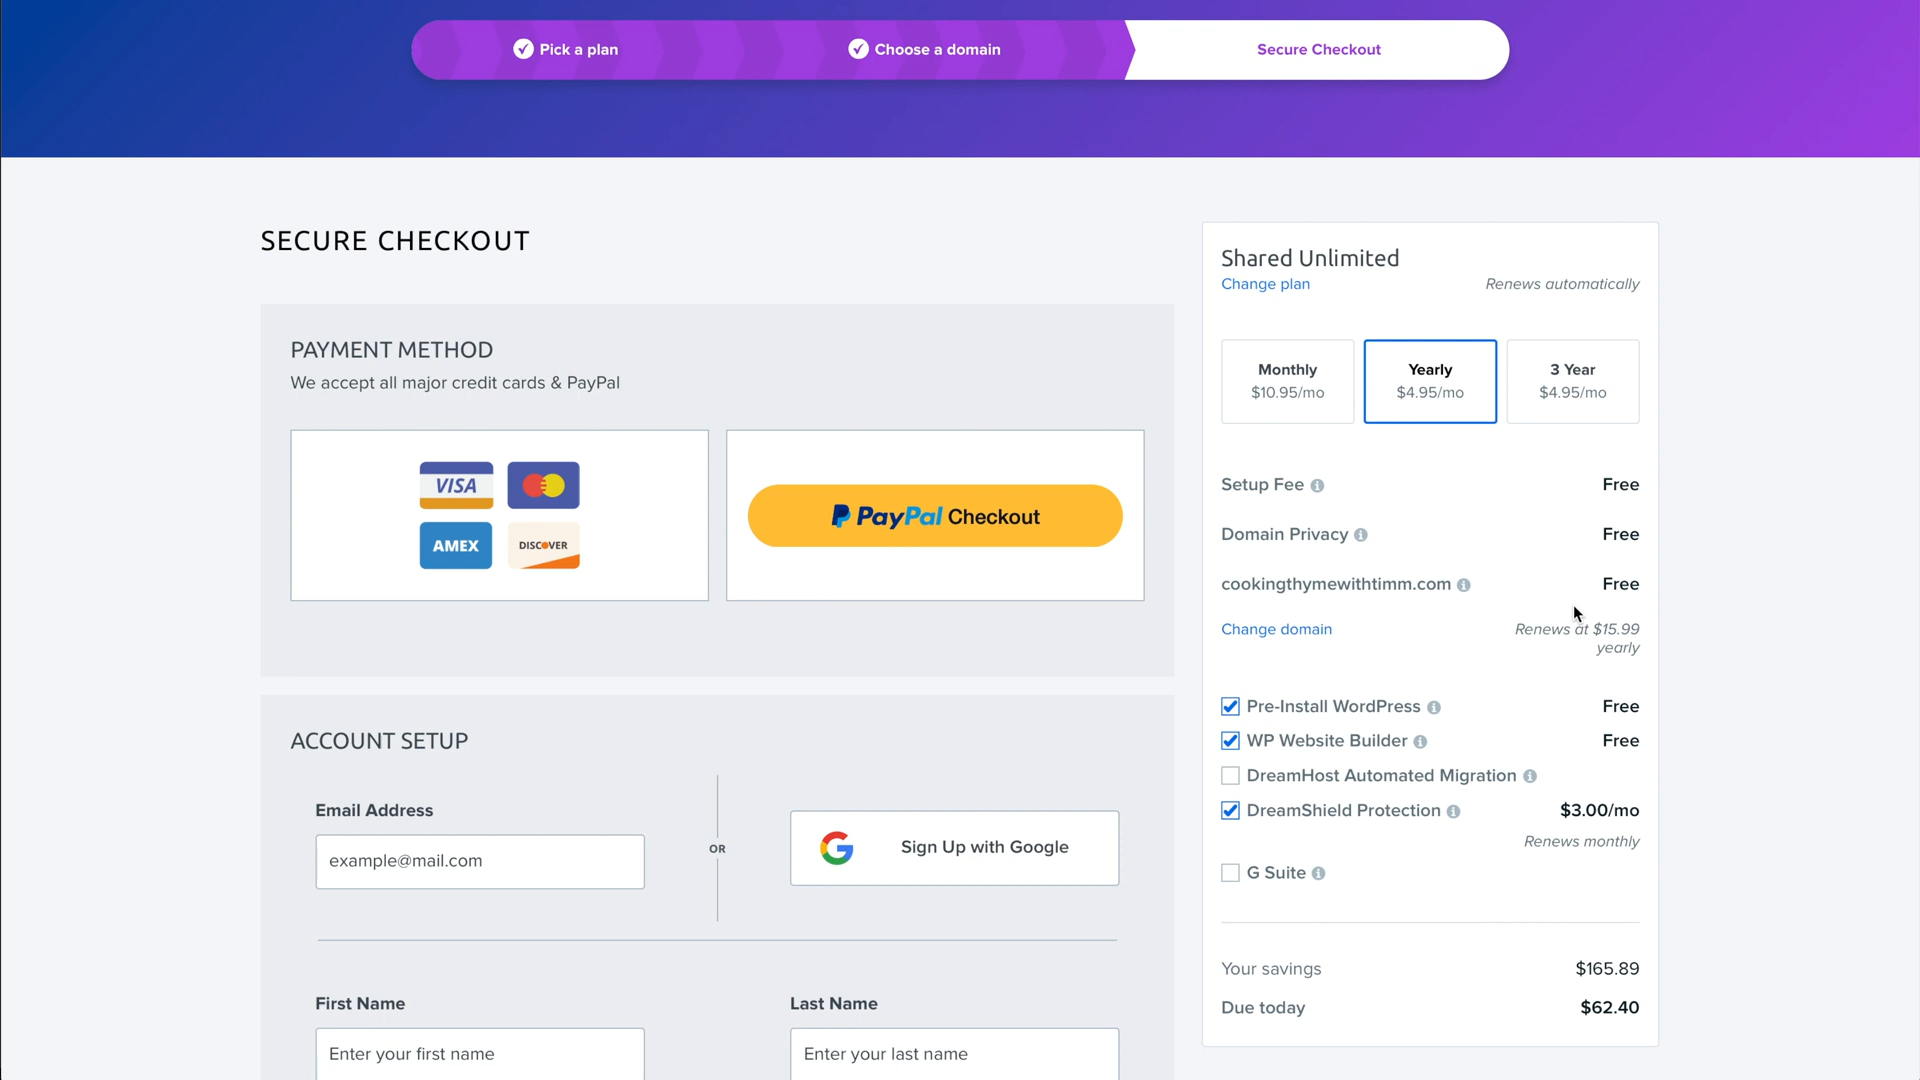 Pick a plan
Choose a domain
Secure Checkout
SECURE CHECKOUT
PAYMENT METHOD
We accept all major credit cards & PayPal
VISA
AMEX
DISCOVER
PayPal Checkout
ACCOUNT SETUP
Email Address
example@mail.com
OR
Sign Up with Google
First Name
Enter your first name
Last Name
Enter your last name
Shared Unlimited
Change plan
Renews automatically
Monthly
$10.95/mo
Yearly
$4.95/mo
3 Year
$4.95/mo
Setup Fee
Free
Domain Privacy
Free
cookingthymewithtimm.com
Free
Change domain
Renews at $15.99
yearly
Pre-Install WordPress
Free
WP Website Builder
Free
DreamHost Automated Migration
DreamShield Protection
$3.00/mo
Renews monthly
G Suite
Your savings
$165.89
Due today
$62.40